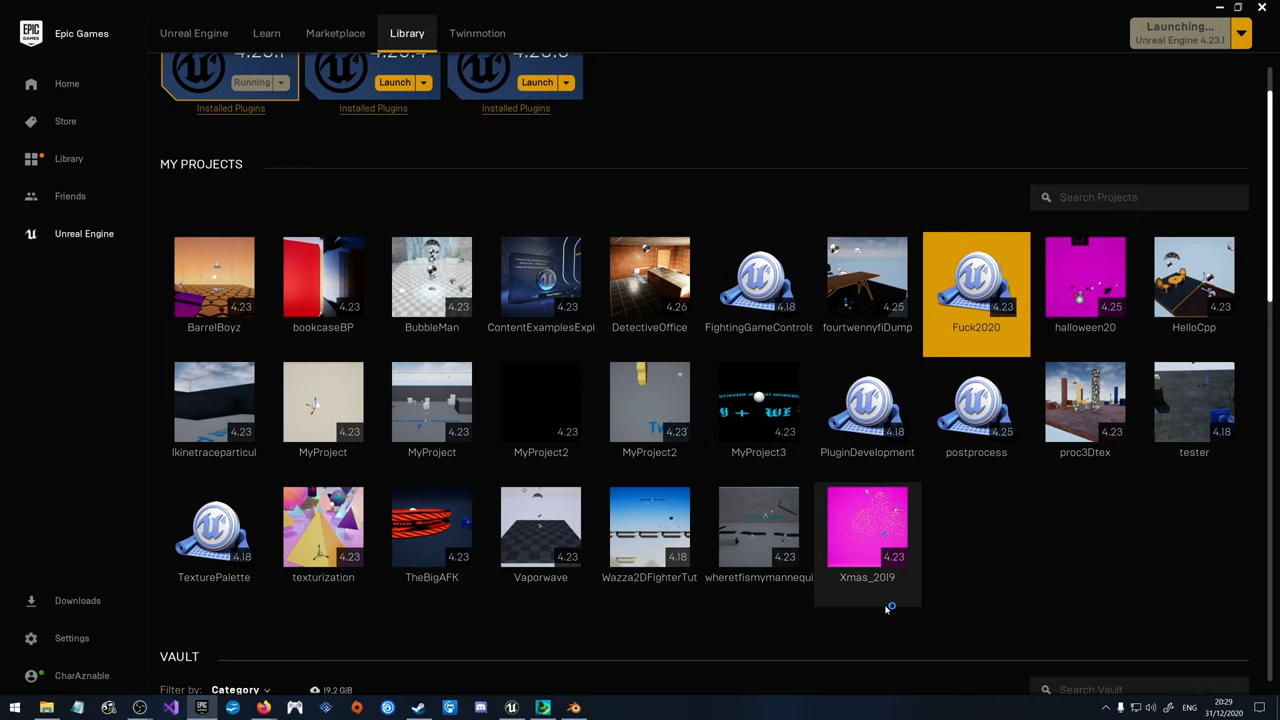 EPIC GAMES
Epic Games
Unreal Engine
Learn
Marketplace
Library
Twinmotion
Launching...
Unreal Engine 4.23.1
Home
Store
Library
Friends
Unreal Engine
Running
Launch
Launch
Installed Plugins
Installed Plugins
Installed Plugins
MY PROJECTS
Search Projects
4.23
4.23
4.23
4.23
4.26
4.18
4.25
4.23
4.25
4.23
BarrelBoyz
bookcaseBP
BubbleMan
ContentExamplesExpl
DetectiveOffice
FightingGameControls
fourtwennyfiDump
Fuck2020
halloween20
HelloCpp
4.23
4.23
4.23
4.23
4.23
4.23
4.18
4.25
4.23
4.18
Ikinetraceparticul
MyProject
MyProject
MyProject2
MyProject2
MyProject3
PluginDevelopment
postprocess
proc3Dtex
tester
4.18
4.23
4.23
4.23
4.18
4.23
4.23
TexturePalette
texturization
TheBigAFK
Vaporwave
Wazza2DFighterTut
wheretfismymannequi
Xmas_2019
VAULT
Filter by:
Category
19.2 GiB
Search Vault
Downloads
Settings
CharAznable
EPIC GAMES
ENG
20:29
31/12/2020